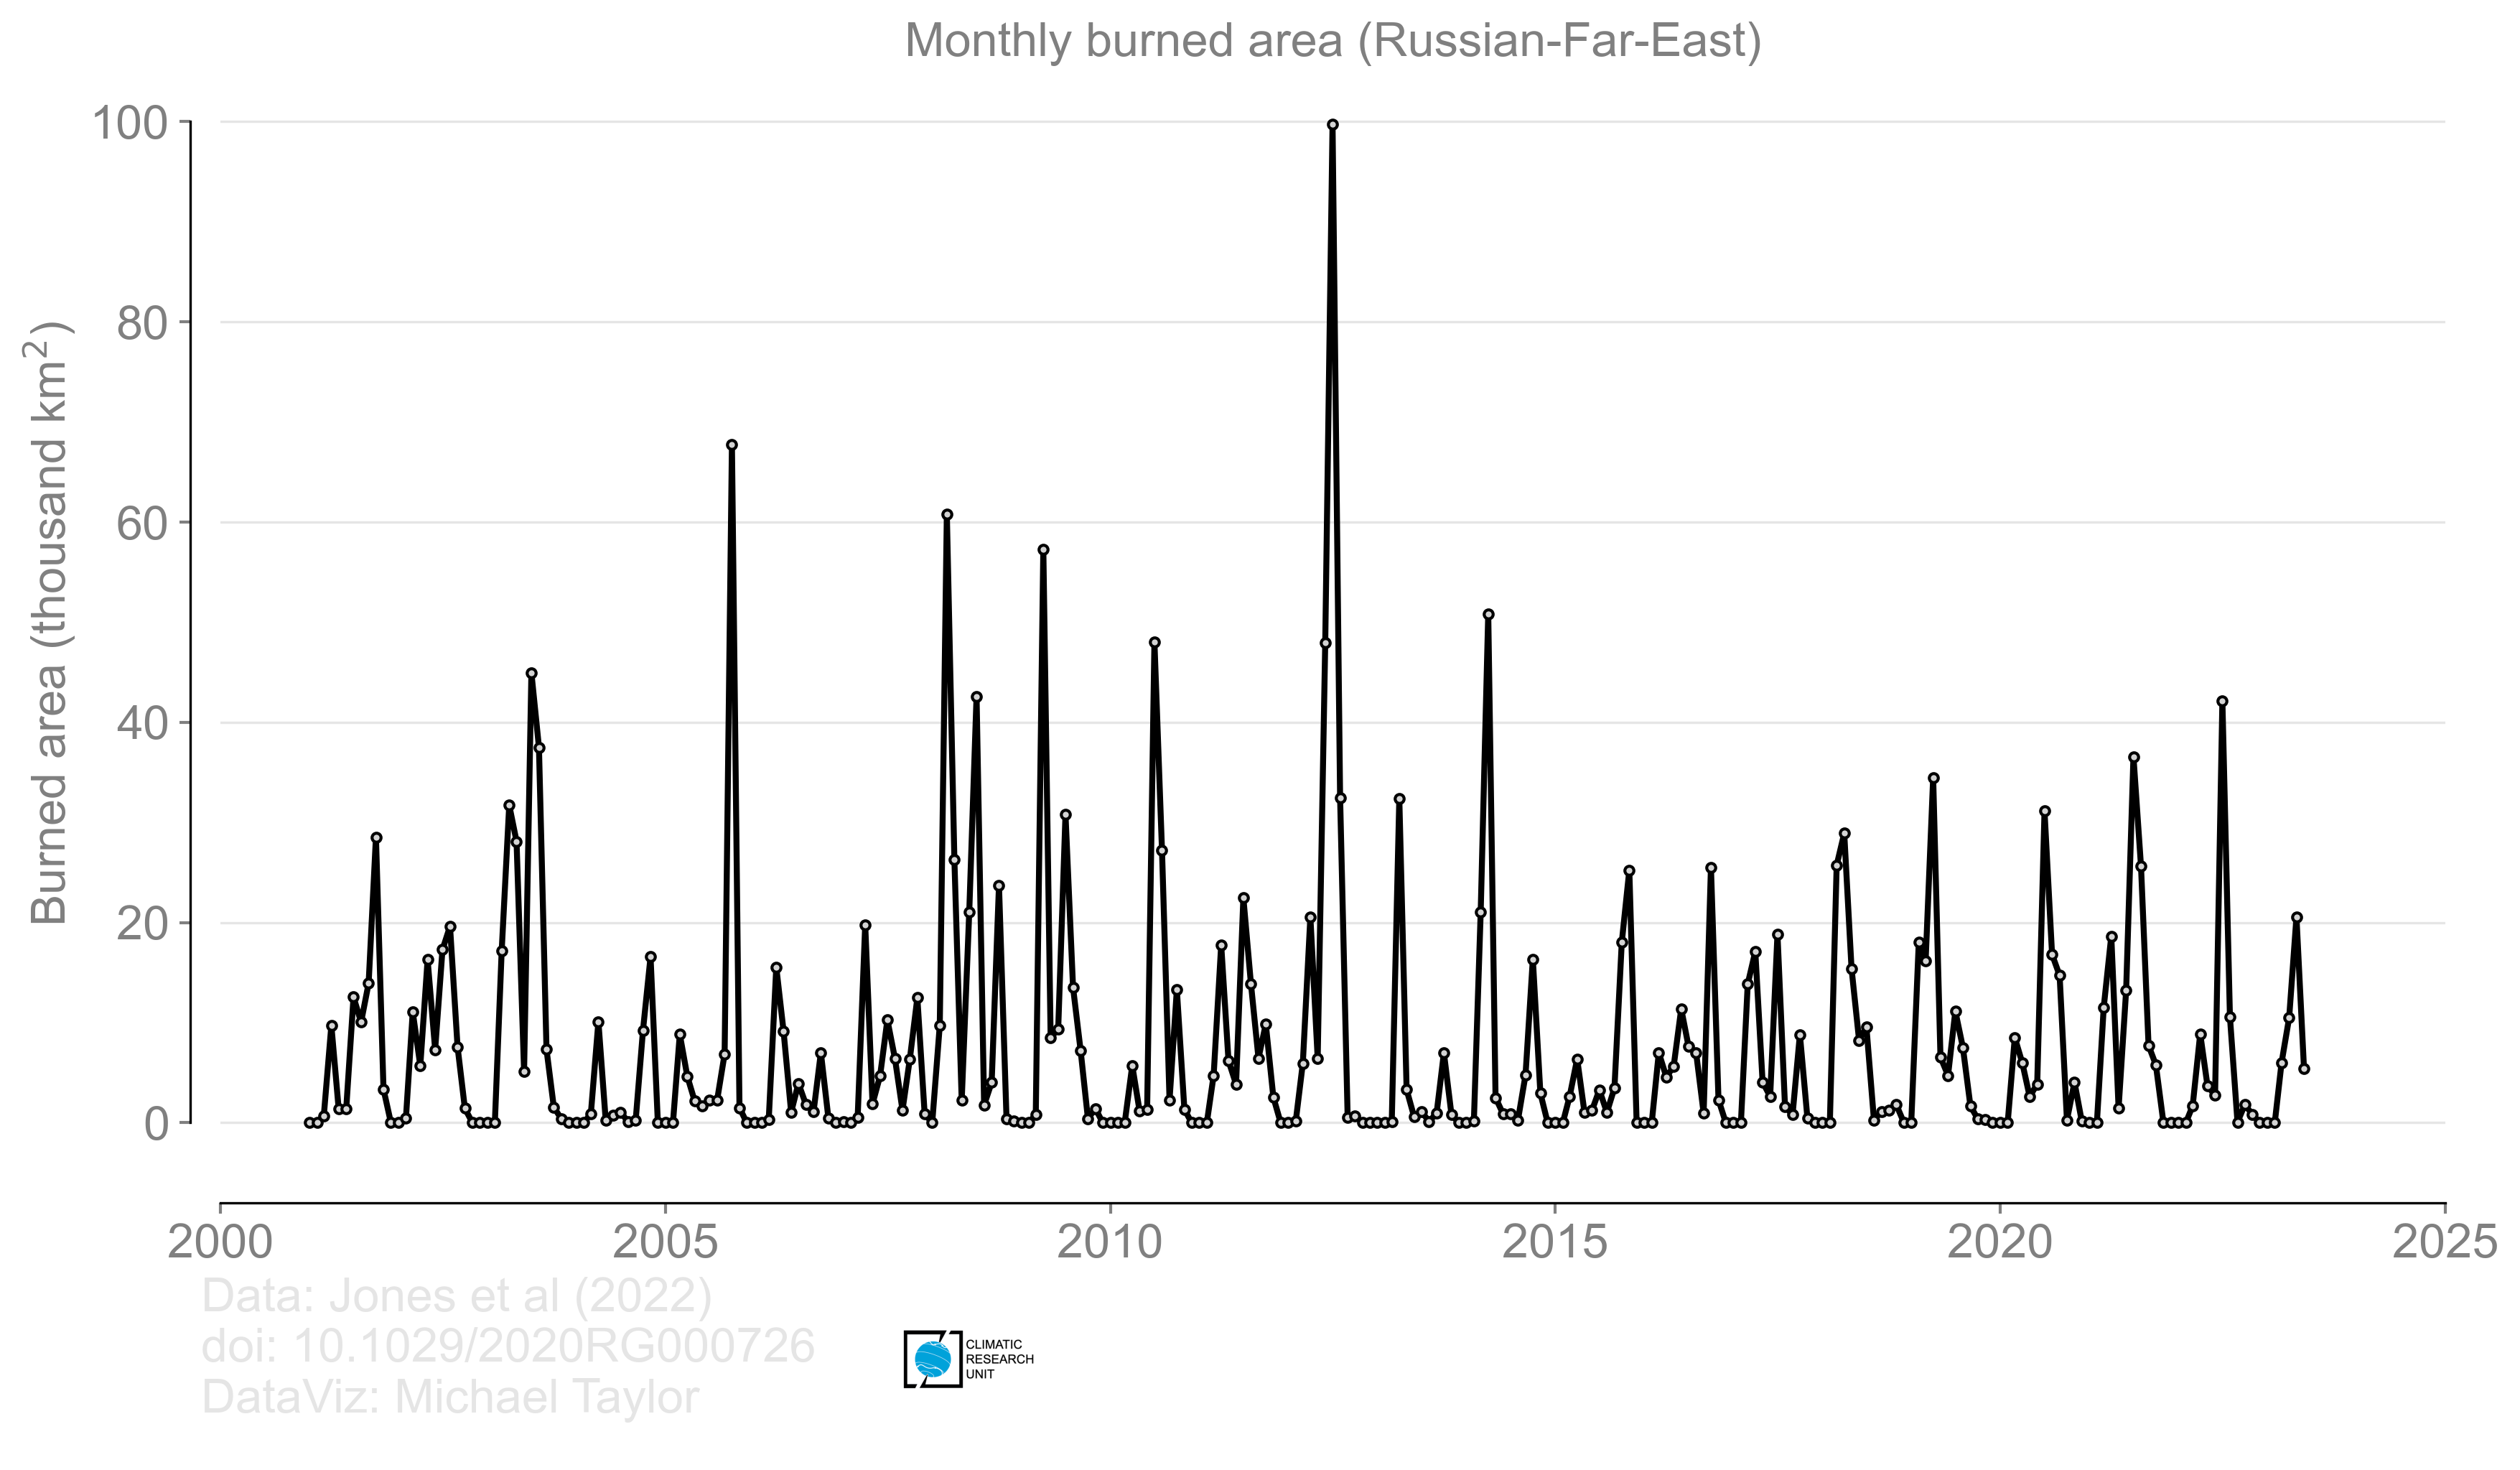 Monthly burned area (Russian-Far-East)
Burned area (thousand km²)
100
80
60
40
20
0
2000 2005 2010 2015 2020 2025
Data: Jones et al (2022)
doi: 10.1029/2020RG000726
DataViz: Michael Taylor
CLIMATIC
RESEARCH
UNIT